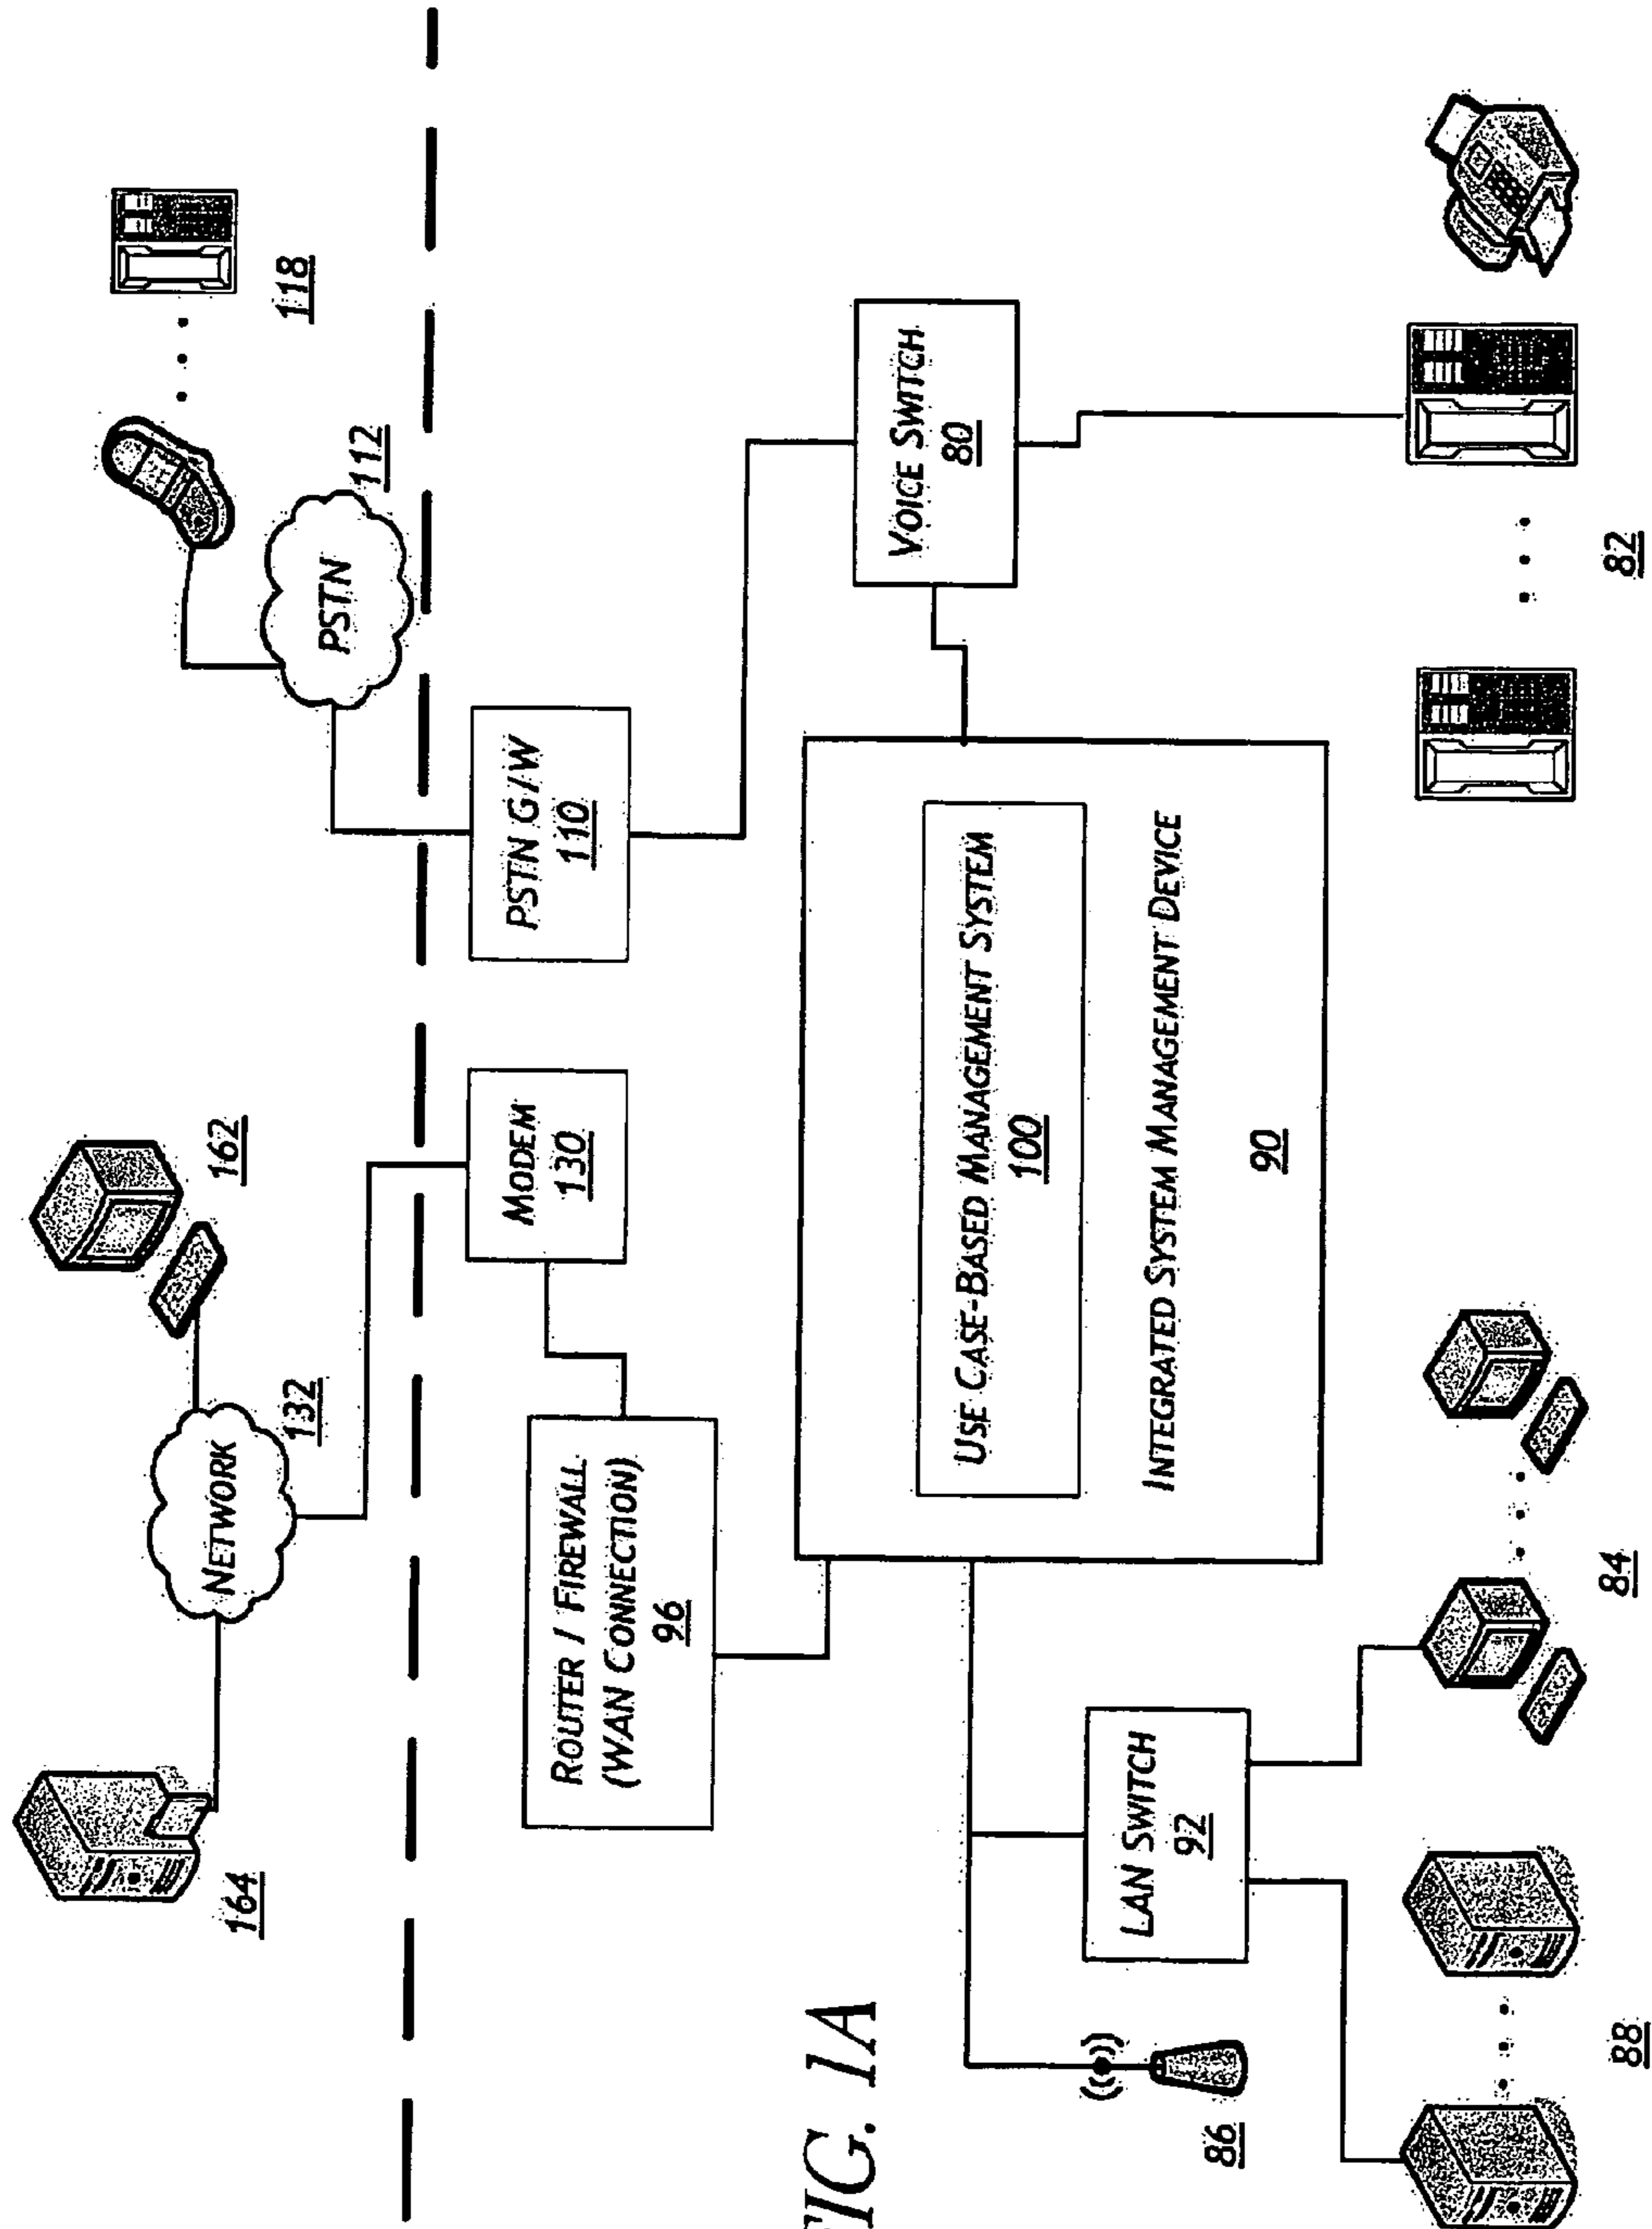 164
NETWORK
132
162
118
PSTN
112
MODEM
130
PSTN G/W
110
ROUTER / FIREWALL
(WAN CONNECTION)
96
FIG. 1A
VOICE SWITCH
80
USE CASE-BASED MANAGEMENT SYSTEM
100
INTEGRATED SYSTEM MANAGEMENT DEVICE
90
LAN SWITCH
92
86
88
84
82